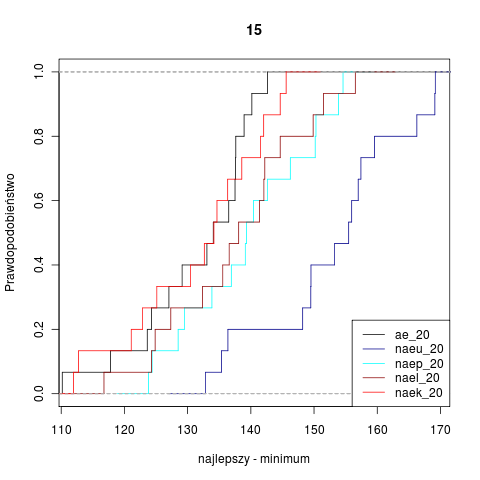 15
Prawdopodobieństwo
1.0
0.8
0.6
0.4
0.2
0.0
ae_20
naeu_20
naep_20
nael_20
naek_20
110 120 130 140 150 160 170
najlepszy - minimum